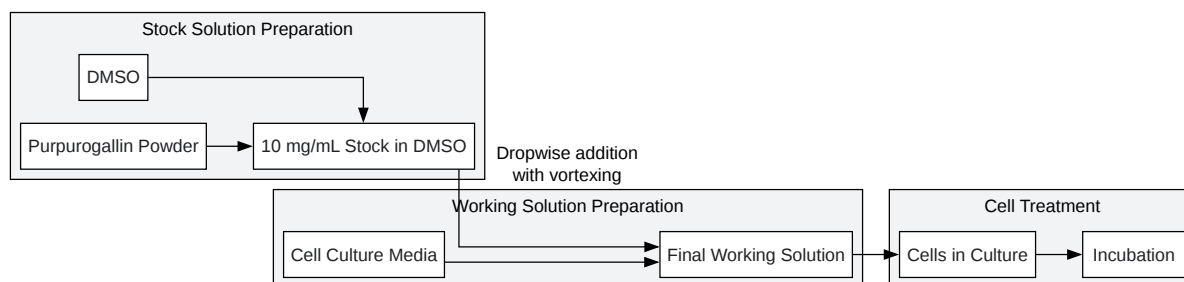 Stock Solution Preparation
DMSO
Purpurogallin Powder
10 mg/mL Stock in DMSO
Dropwise addition
with vortexing
Working Solution Preparation
Cell Culture Media
Final Working Solution
Cell Treatment
Cells in Culture
Incubation